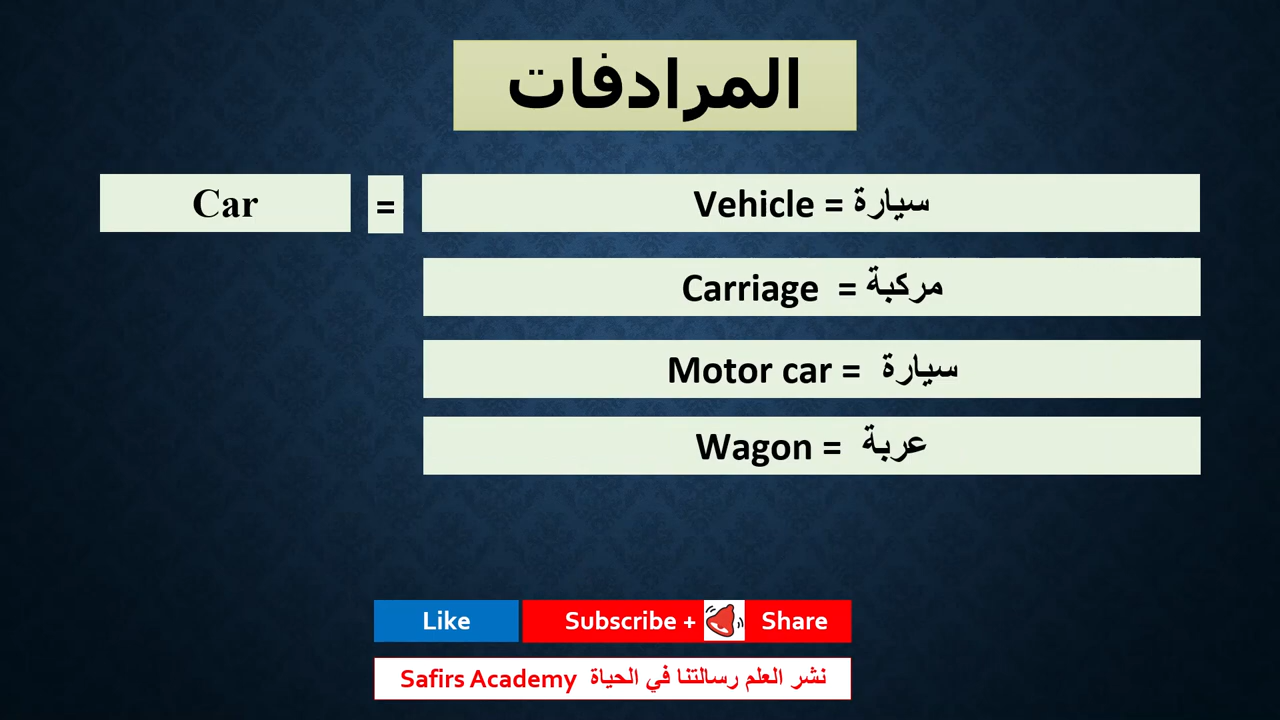 المرادفات
Car = Vehicle = سيارة
Carriage = مركبة
Motor car = سيارة
Wagon = عربة
Like Subscribe + Share
Safirs Academy نشر العلم رسالتنا في الحياة